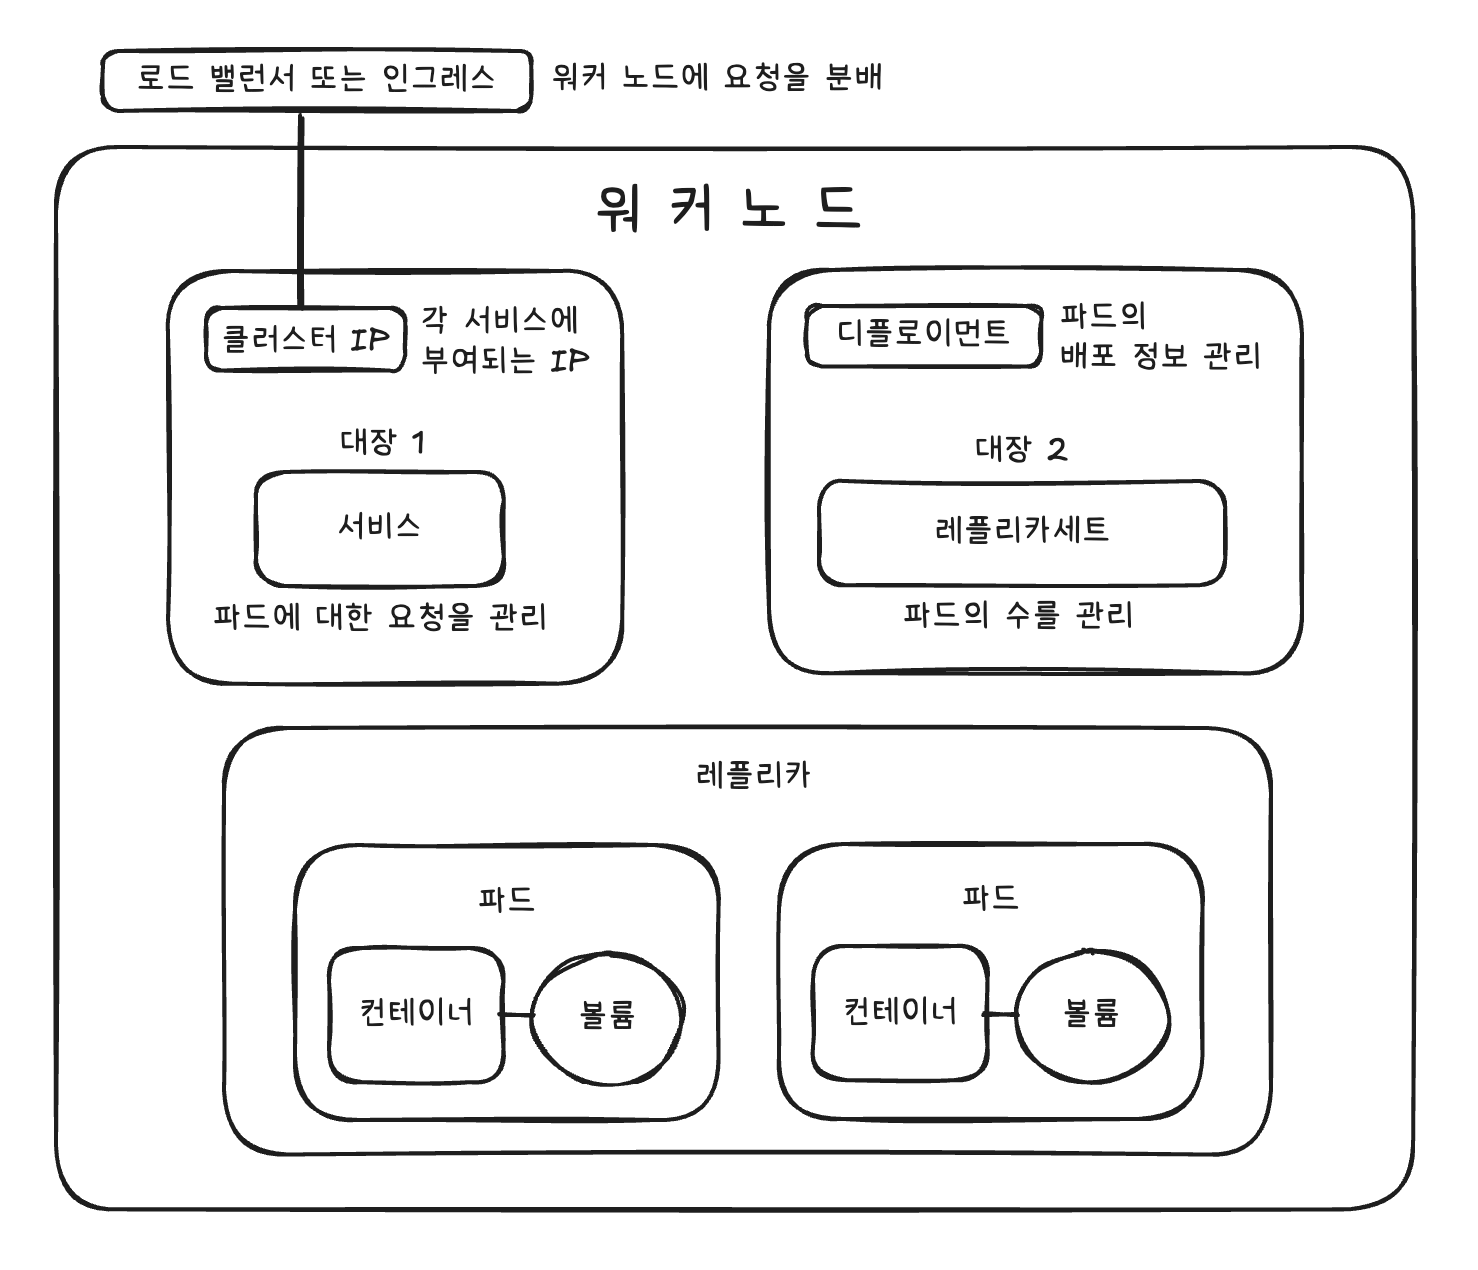 로드 밸런서 또는 인그레스
워커 노드에 요청을 분배
워커노드
클러스터 IP
각 서비스에
부여되는 IP
대장 1
서비스
파드에 대한 요청을 관리
디플로이먼트
파드의
배포 정보 관리
대장 2
레플리카세트
파드의 수를 관리
레플리카
파드
컨테이너
볼륨
파드
컨테이너
볼륨